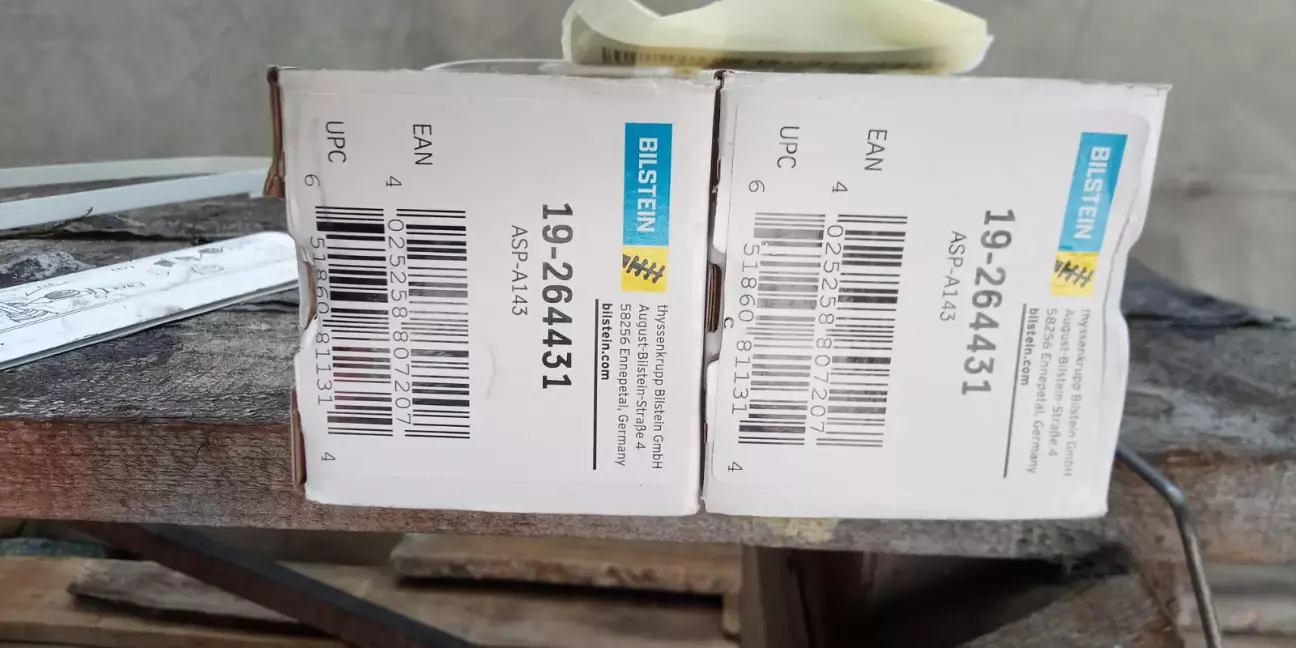 BILSTEIN
thyssenkrupp Bilstein GmbH
August-Bilstein-Straße 4
58256 Ennepetal, Germany
bilstein.com
19-264431
ASP-A143
EAN
4 025258 807207
UPC
6 51860 81131 4
BILSTEIN
thyssenkrupp Bilstein GmbH
August-Bilstein-Straße 4
58256 Ennepetal, Germany
bilstein.com
19-264431
ASP-A143
EAN
4 025258 807207
UPC
6 51860 81131 4